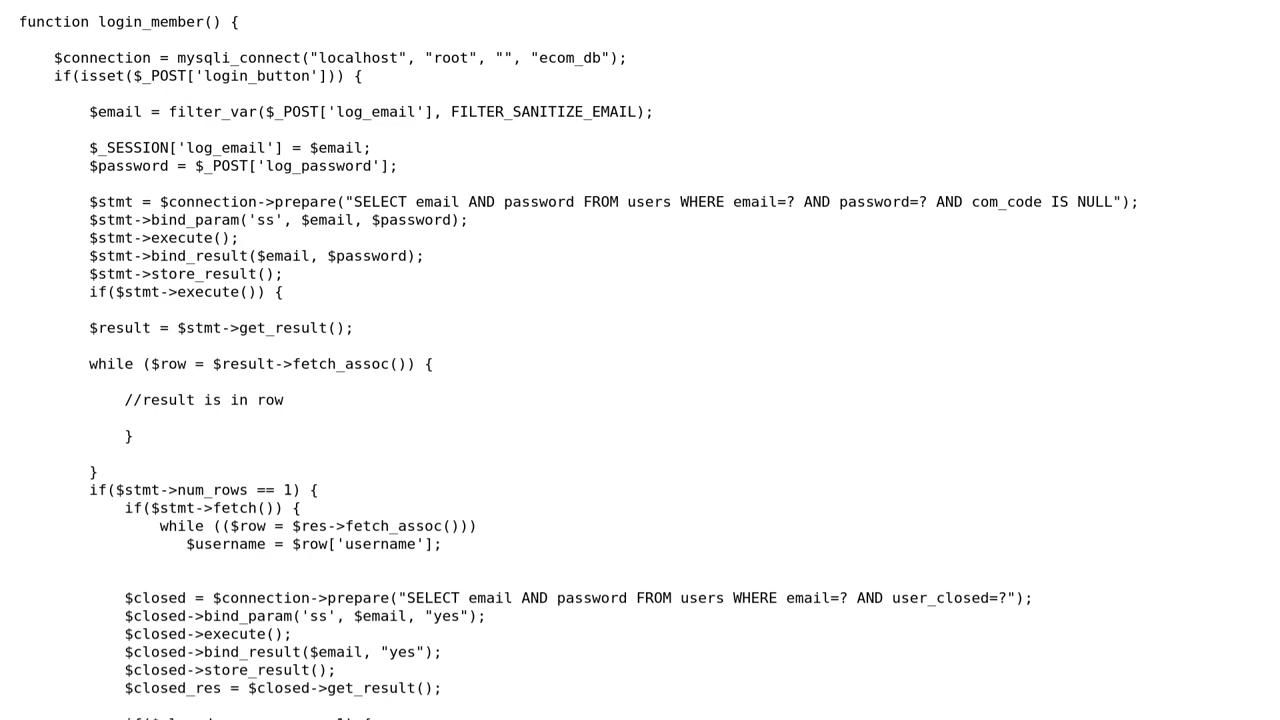 function login_member() {
$connection = mysqli_connect("localhost", "root", "", "ecom_db");
if(isset($_POST['login_button'])) {
$email = filter_var($_POST['log_email'], FILTER_SANITIZE_EMAIL);
$_SESSION['log_email'] = $email;
$password = $_POST['log_password'];
$stmt = $connection->prepare("SELECT email AND password FROM users WHERE email=? AND password=? AND com_code IS NULL");
$stmt->bind_param('ss', $email, $password);
$stmt->execute();
$stmt->bind_result($email, $password);
$stmt->store_result();
if($stmt->execute()) {
$result = $stmt->get_result();
while ($row = $result->fetch_assoc()) {
//result is in row
}
}
if($stmt->num_rows == 1) {
if($stmt->fetch()) {
while (($row = $res->fetch_assoc()))
$username = $row['username'];
$closed = $connection->prepare("SELECT email AND password FROM users WHERE email=? AND user_closed=?");
$closed->bind_param('ss', $email, "yes");
$closed->execute();
$closed->bind_result($email, "yes");
$closed->store_result();
$closed_res = $closed->get_result();